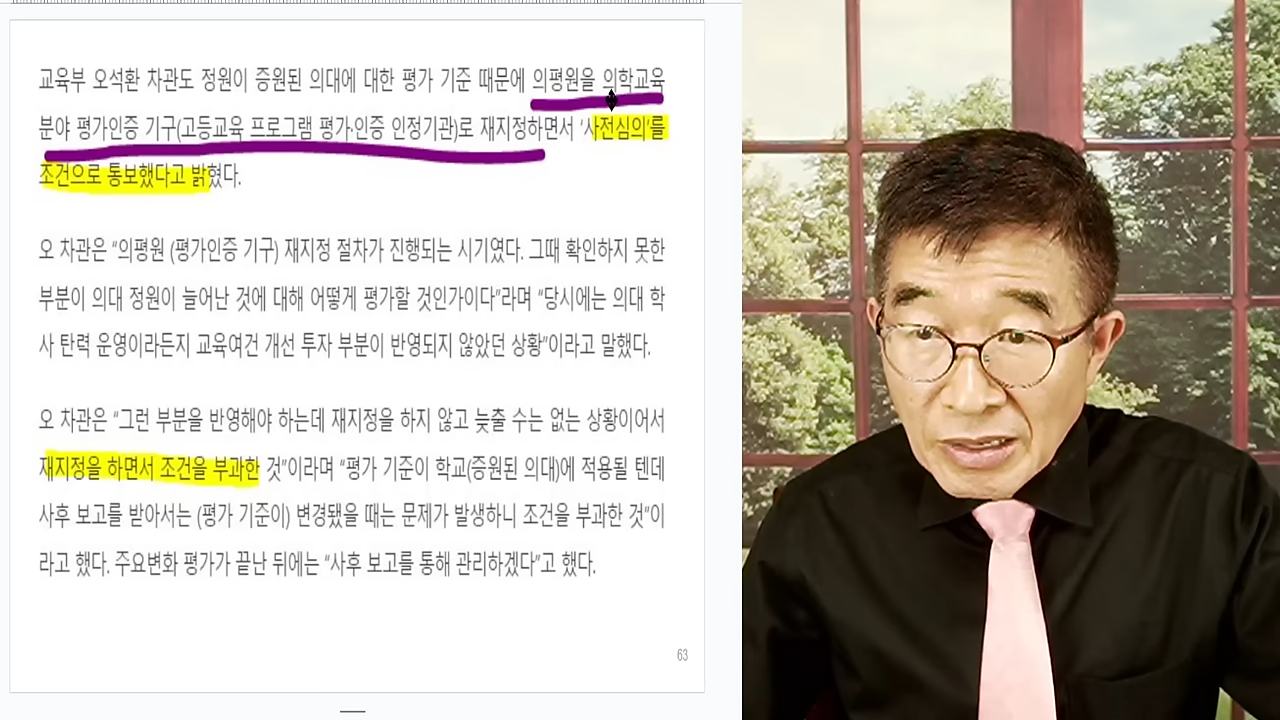 교육부 오석환 차관도 정원이 증원된 의대에 대한 평가 기준 때문에 의평원을 의학교육
분야 평가인증 기구(고등교육 프로그램 평가·인증 인정기관)로 재지정하면서 '사전심의'를
조건으로 통보했다고 밝혔다.
오 차관은 "의평원 (평가인증 기구) 재지정 절차가 진행되는 시기였다. 그때 확인하지 못한
부분이 의대 정원이 늘어난 것에 대해 어떻게 평가할 것인가이다"라며 "당시에는 의대 학
사 탄력 운영이라든지 교육여건 개선 투자 부분이 반영되지 않았던 상황"이라고 말했다.
오 차관은 "그런 부분을 반영해야 하는데 재지정을 하지 않고 늦출 수는 없는 상황이어서
재지정을 하면서 조건을 부과한 것"이라며 "평가 기준이 학교(증원된 의대)에 적용될 텐데
사후 보고를 받아서는 (평가 기준이) 변경됐을 때는 문제가 발생하니 조건을 부과한 것"이
라고 했다. 주요변화 평가가 끝난 뒤에는 "사후 보고를 통해 관리하겠다"고 했다.
63